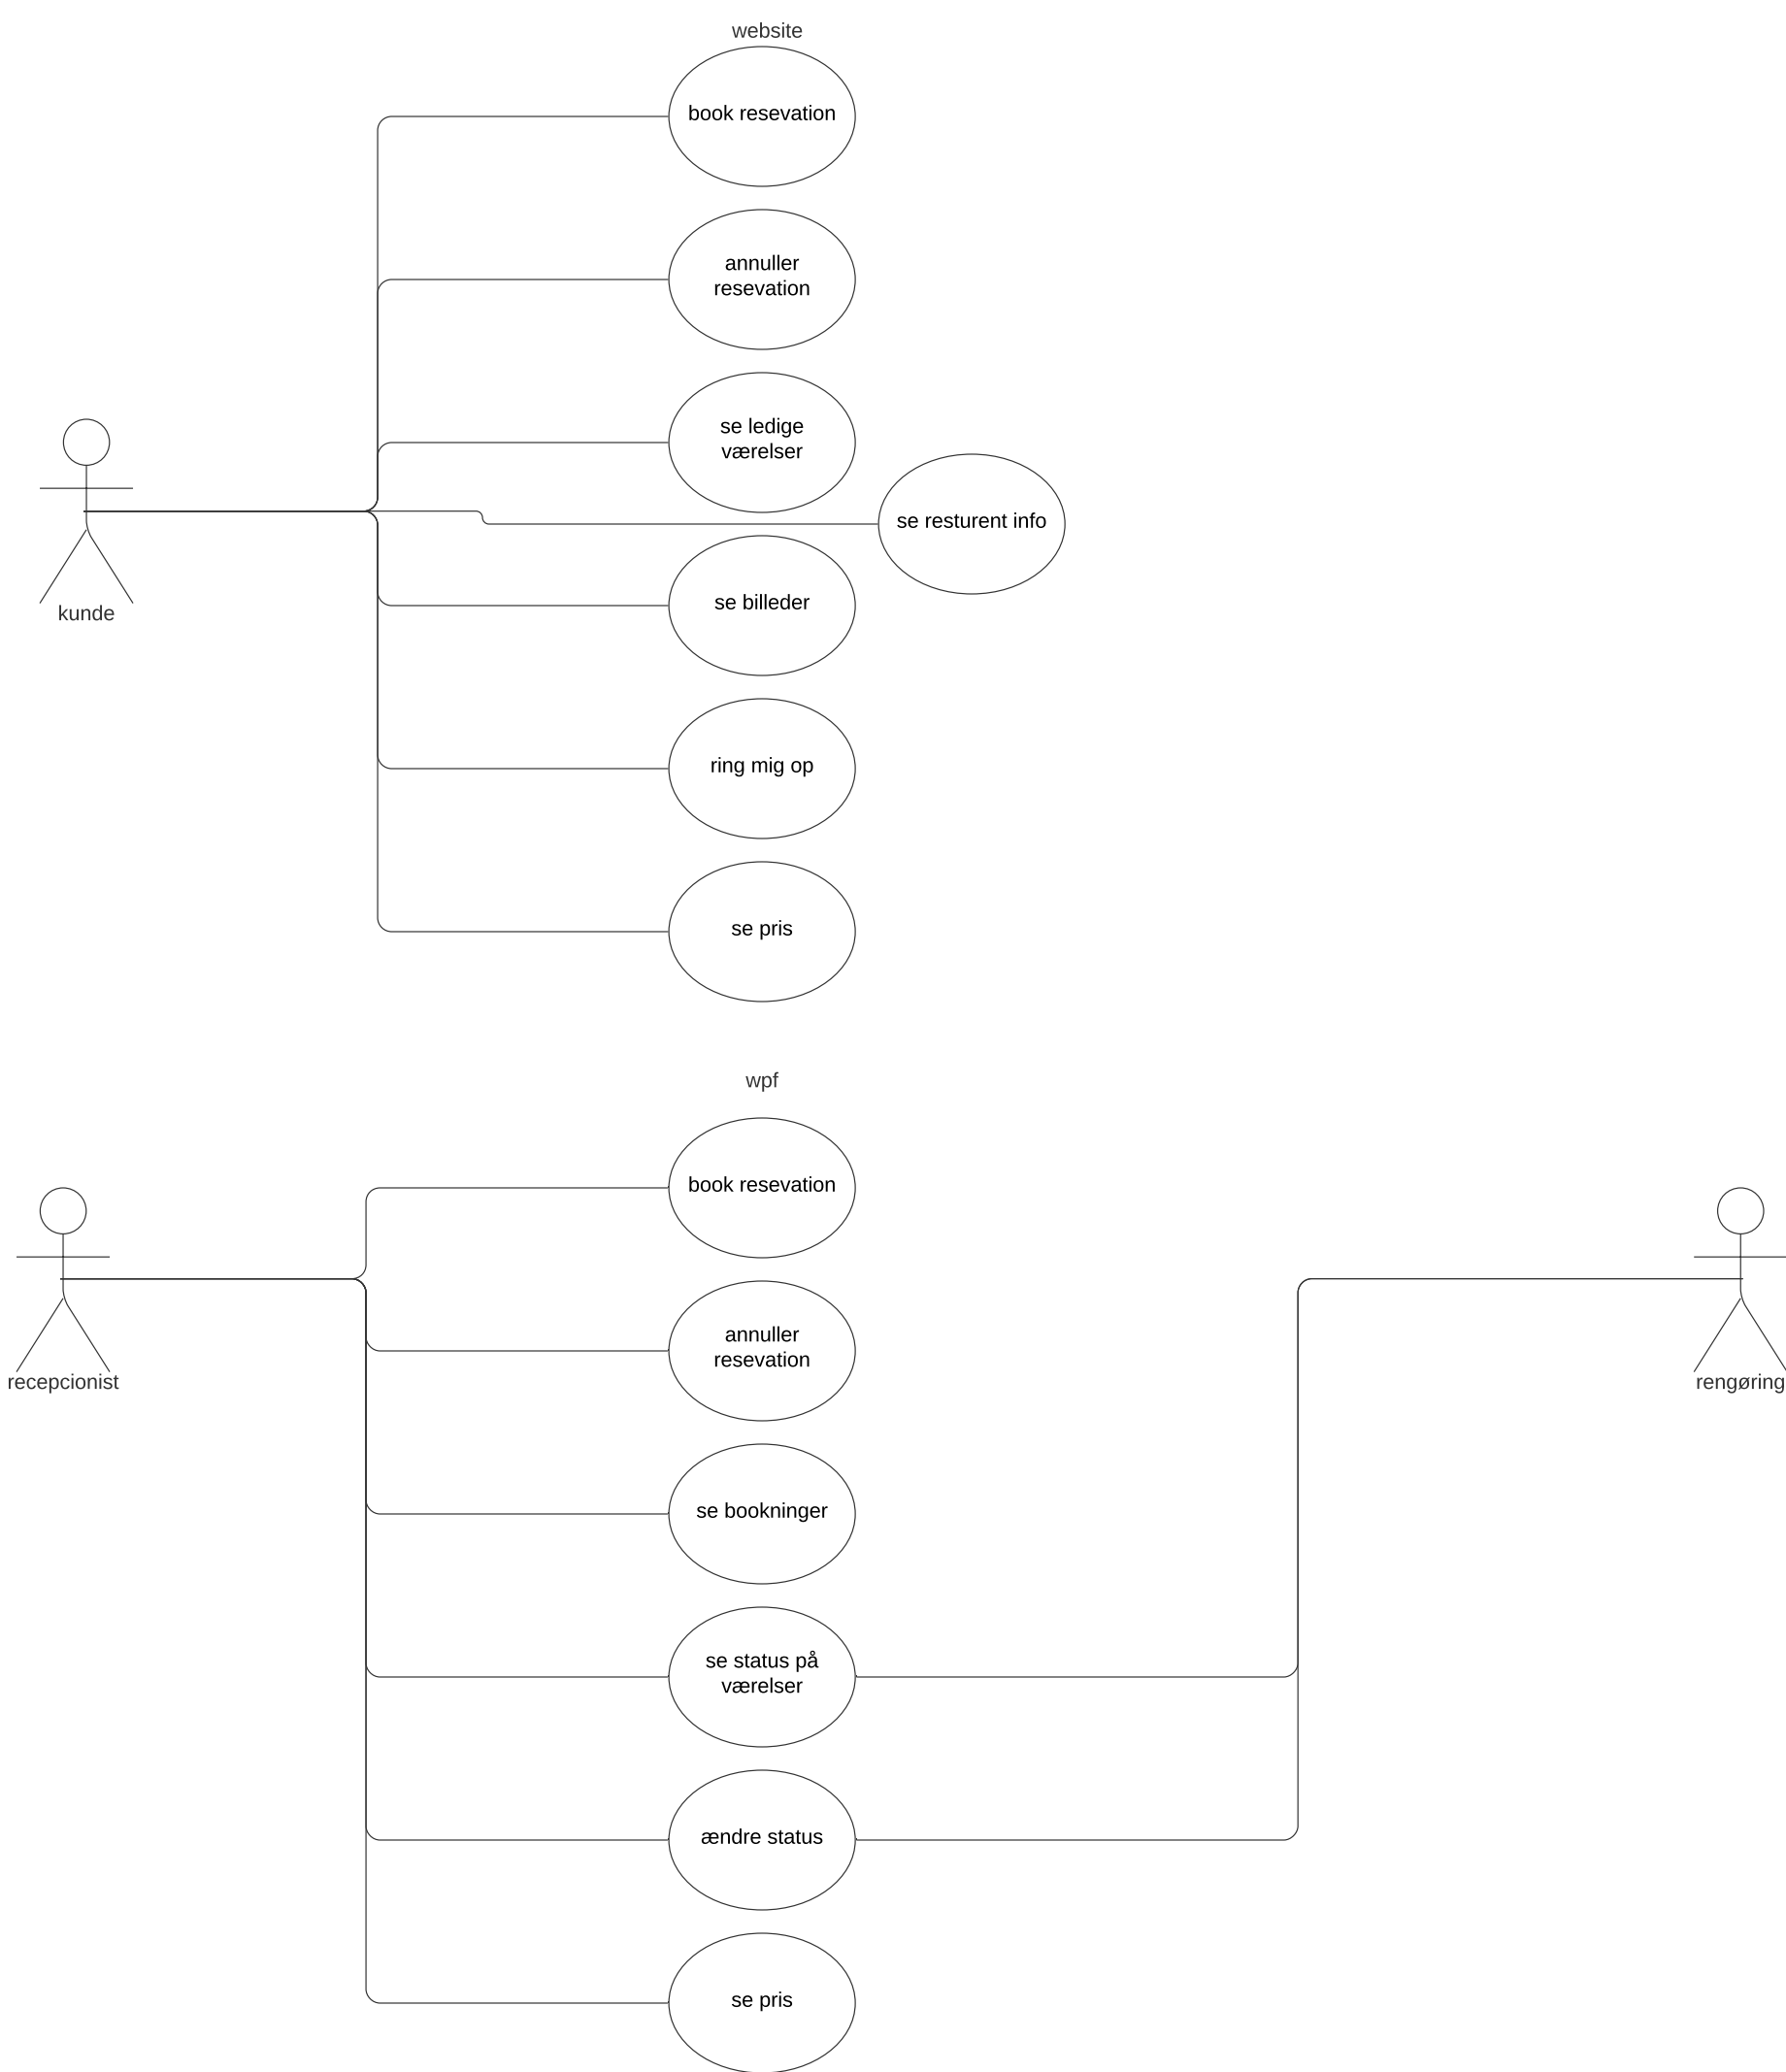 website
book resevation
annuller
resevation
se ledige
værelser
se resturent info
kunde
se billeder
ring mig op
se pris
wpf
book resevation
annuller
resevation
recepcionist
rengøring
se bookninger
se status på
værelser
ændre status
se pris